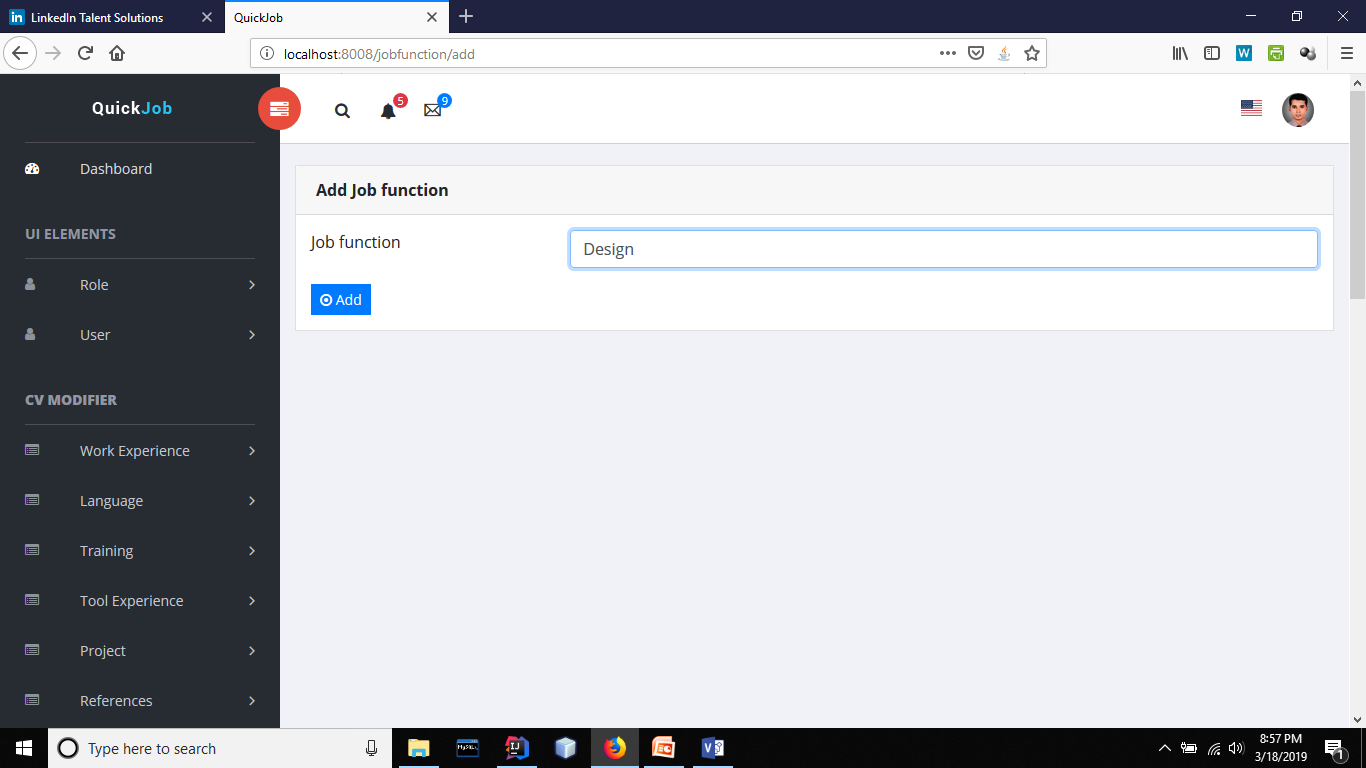 LinkedIn Talent Solutions
QuickJob
localhost:8008/jobfunction/add
QuickJob
5
9
Dashboard
UI ELEMENTS
Role
User
CV MODIFIER
Work Experience
Language
Training
Tool Experience
Project
References
Add Job function
Job function
Design
Add
Type here to search
8:57 PM
3/18/2019
1